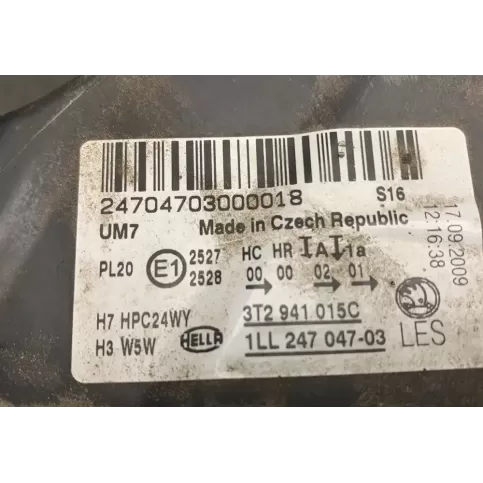 24704703000018 S16
UM7 Made in Czech Republic
PL20 E1 2527 2528
HC HR A 1a
00 00 02 01
H7 HPC24WY
H3 W5W
HELLA
3T2 941 015C
1LL 247 047-03
LES
17.09.2009
12:16:38